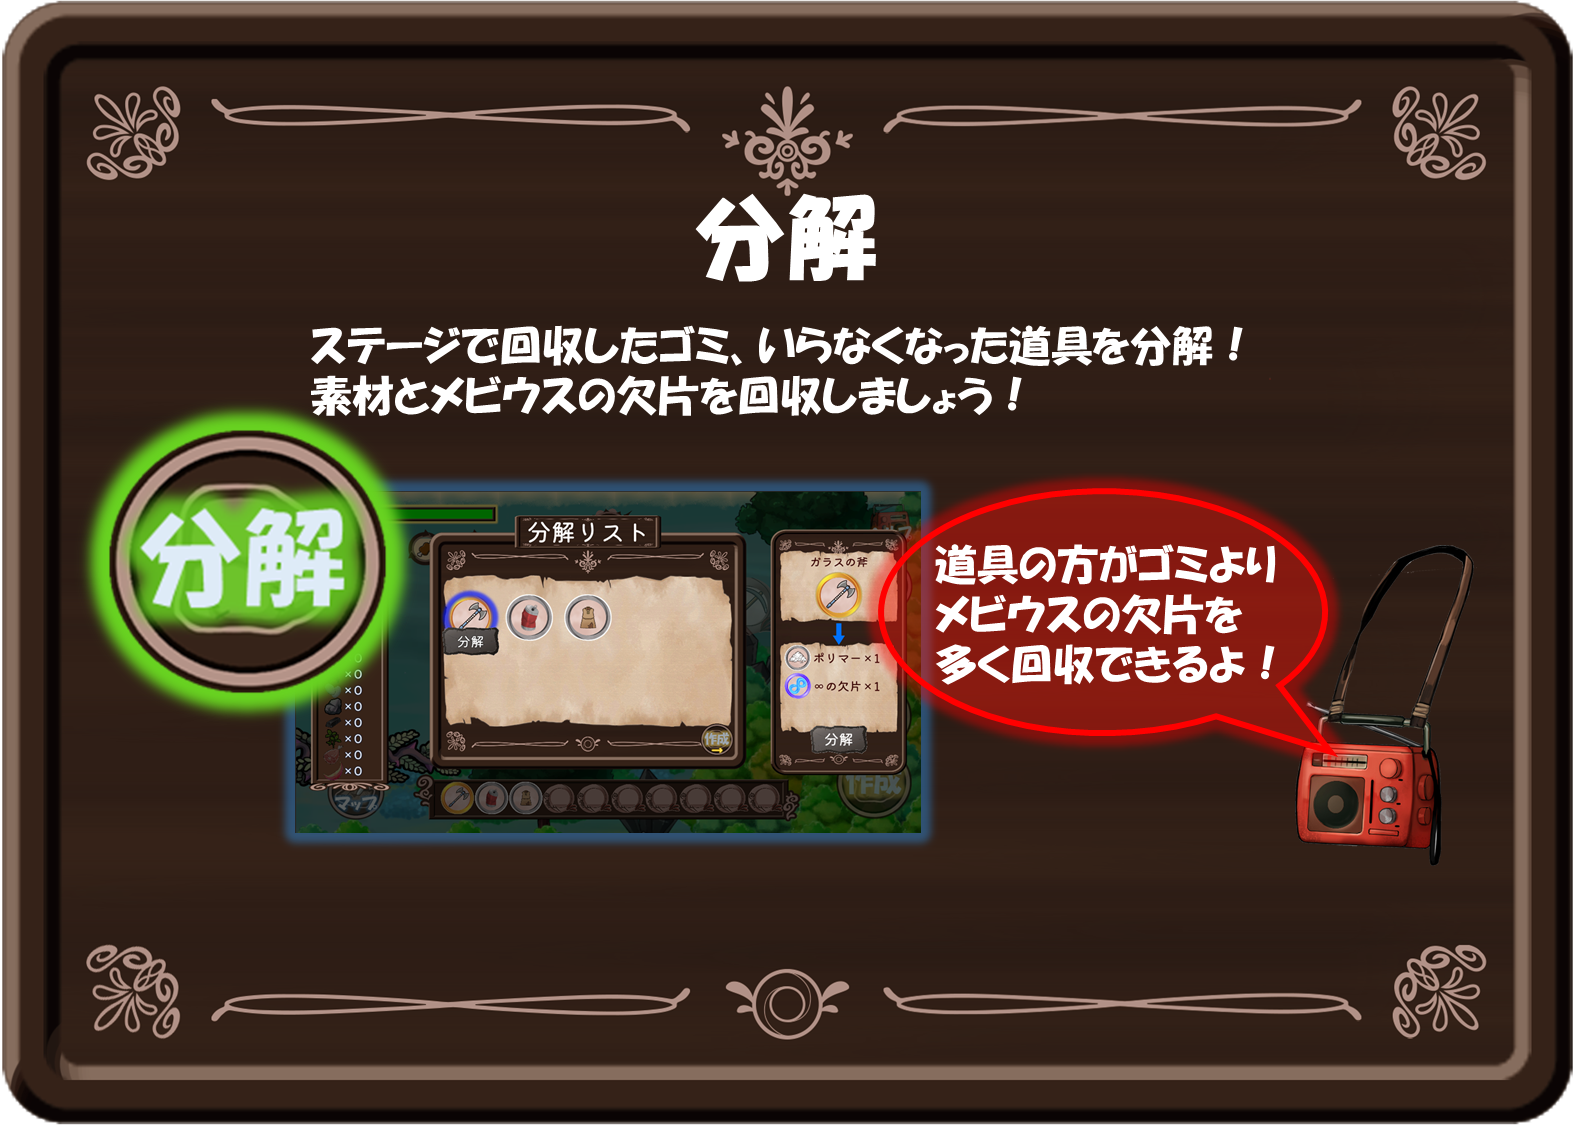 分解
ステージで回収したゴミ、いらなくなった道具を分解！
素材とメビウスの欠片を回収しましょう！
分解
分解リスト
分解
作成
ガラスの斧
ポリマー×1
∞の欠片×1
分解
道具の方がゴミより
メビウスの欠片を
多く回収できるよ！
×0
×0
×0
×0
×0
×0
×0
マップ
作成